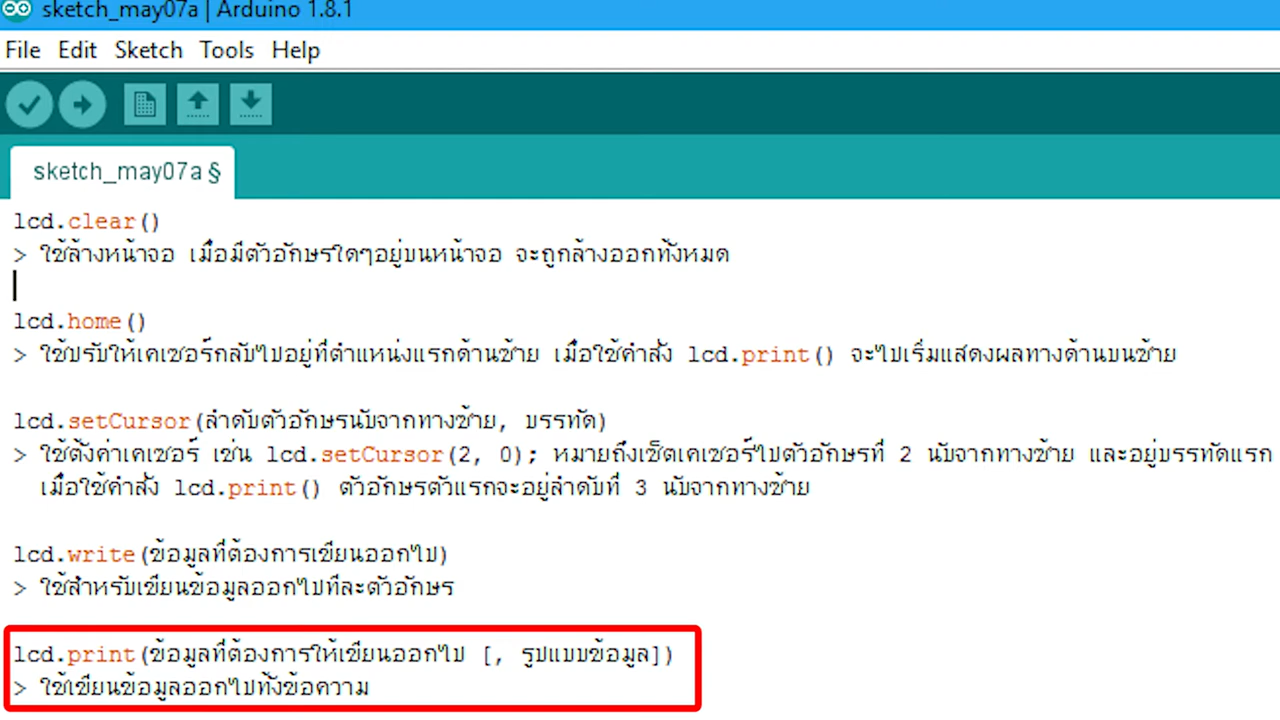 sketch_may07a | Arduino 1.8.1
File Edit Sketch Tools Help
sketch_may07a §
lcd.clear()
> ใช้ล้างหน้าจอ เมื่อมีตัวอักษรใดๆอยู่บนหน้าจอ จะถูกล้างออกทั้งหมด
lcd.home()
> ใช้ปรับให้เคเซอร์กลับไปอยู่ที่ตำแหน่งแรกด้านซ้าย เมื่อใช้คำสั่ง lcd.print() จะไปเริ่มแสดงผลทางด้านบนซ้าย
lcd.setCursor(ลำดับตัวอักษรนับจากทางซ้าย, บรรทัด)
> ใช้ตั้งค่าเคเซอร์ เช่น lcd.setCursor(2, 0); หมายถึงเซ็ตเคเซอร์ไปตัวอักษรที่ 2 นับจากทางซ้าย และอยู่บรรทัดแรก
เมื่อใช้คำสั่ง lcd.print() ตัวอักษรตัวแรกจะอยู่ลำดับที่ 3 นับจากทางซ้าย
lcd.write(ข้อมูลที่ต้องการเขียนออกไป)
> ใช้สำหรับเขียนข้อมูลออกไปทีละตัวอักษร
lcd.print(ข้อมูลที่ต้องการให้เขียนออกไป [, รูปแบบข้อมูล])
> ใช้เขียนข้อมูลออกไปทั้งข้อความ